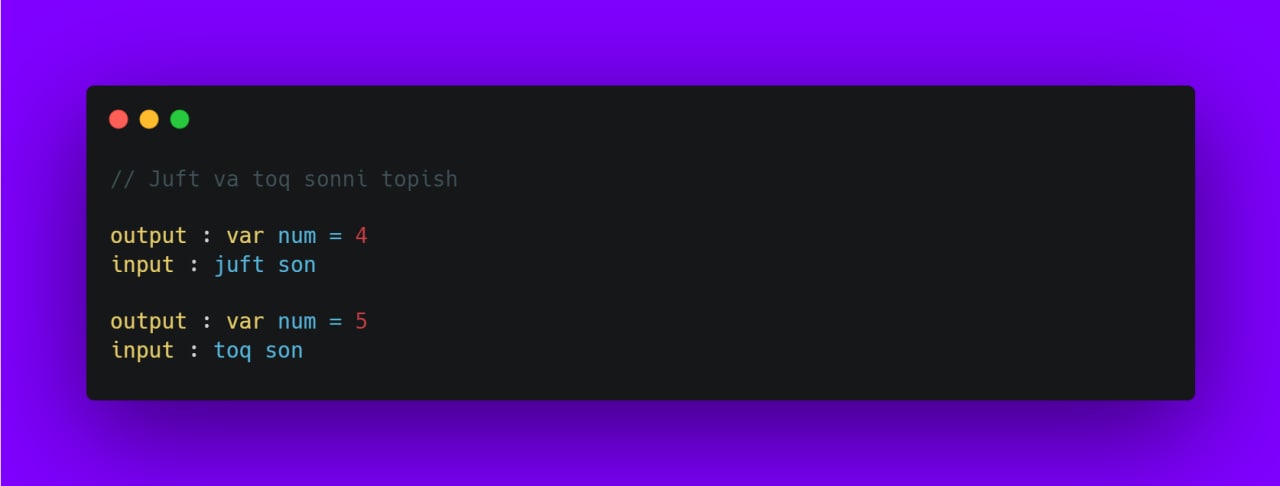 // Juft va toq sonni topish
output : var num = 4
input : juft son
output : var num = 5
input : toq son